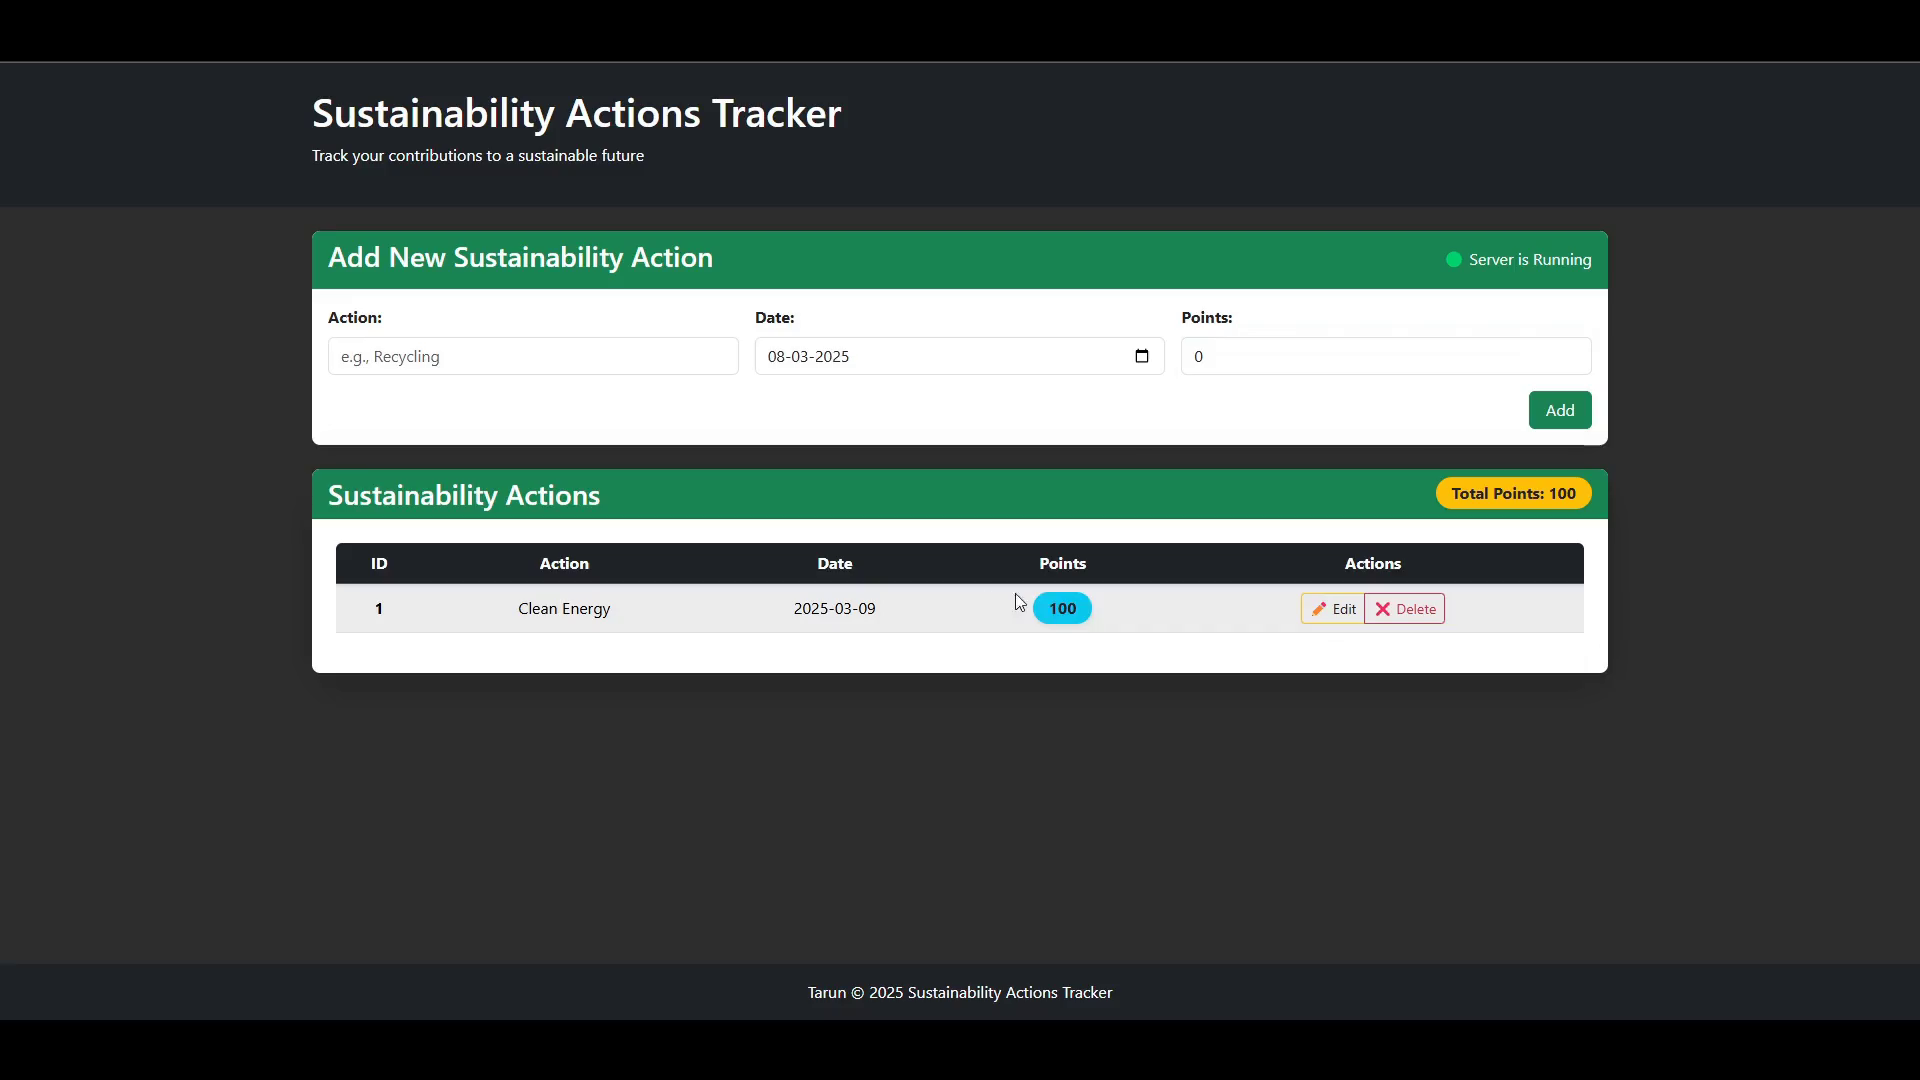 Sustainability Actions Tracker
Track your contributions to a sustainable future
Add New Sustainability Action
Server is Running
Action: Date: Points:
e.g., Recycling 08-03-2025 0
Add
Sustainability Actions
Total Points: 100
ID Action Date Points Actions
1 Clean Energy 2025-03-09 100 Edit Delete
Tarun © 2025 Sustainability Actions Tracker